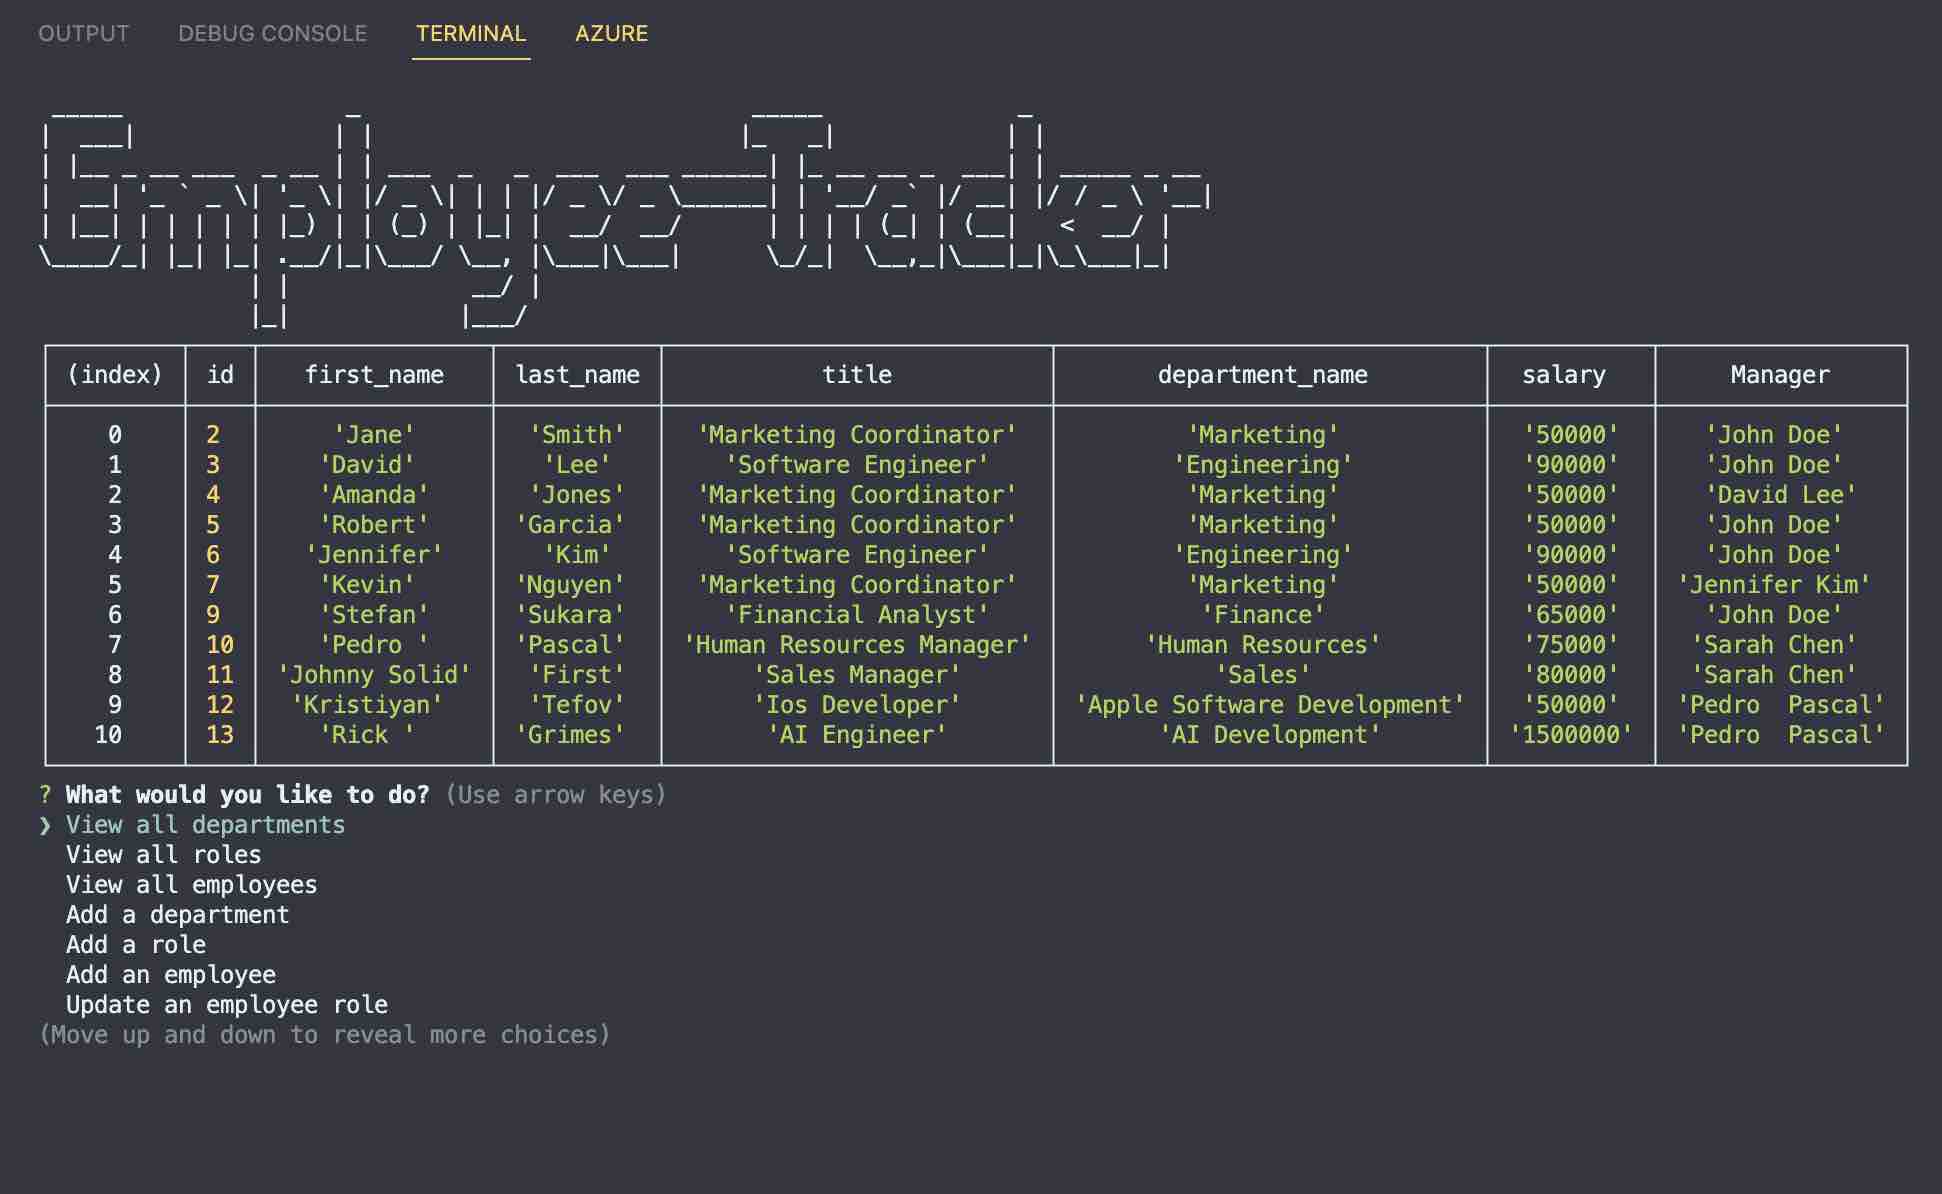 OUTPUT DEBUG CONSOLE TERMINAL AZURE
Employee-Tracker
(index) id first_name last_name title department_name salary Manager
0 2 'Jane' 'Smith' 'Marketing Coordinator' 'Marketing' '50000' 'John Doe'
1 3 'David' 'Lee' 'Software Engineer' 'Engineering' '90000' 'John Doe'
2 4 'Amanda' 'Jones' 'Marketing Coordinator' 'Marketing' '50000' 'David Lee'
3 5 'Robert' 'Garcia' 'Marketing Coordinator' 'Marketing' '50000' 'John Doe'
4 6 'Jennifer' 'Kim' 'Software Engineer' 'Engineering' '90000' 'John Doe'
5 7 'Kevin' 'Nguyen' 'Marketing Coordinator' 'Marketing' '50000' 'Jennifer Kim'
6 9 'Stefan' 'Sukara' 'Financial Analyst' 'Finance' '65000' 'John Doe'
7 10 'Pedro ' 'Pascal' 'Human Resources Manager' 'Human Resources' '75000' 'Sarah Chen'
8 11 'Johnny Solid' 'First' 'Sales Manager' 'Sales' '80000' 'Sarah Chen'
9 12 'Kristiyan' 'Tefov' 'Ios Developer' 'Apple Software Development' '50000' 'Pedro  Pascal'
10 13 'Rick ' 'Grimes' 'AI Engineer' 'AI Development' '1500000' 'Pedro  Pascal'
? What would you like to do? (Use arrow keys)
❯ View all departments
View all roles
View all employees
Add a department
Add a role
Add an employee
Update an employee role
(Move up and down to reveal more choices)